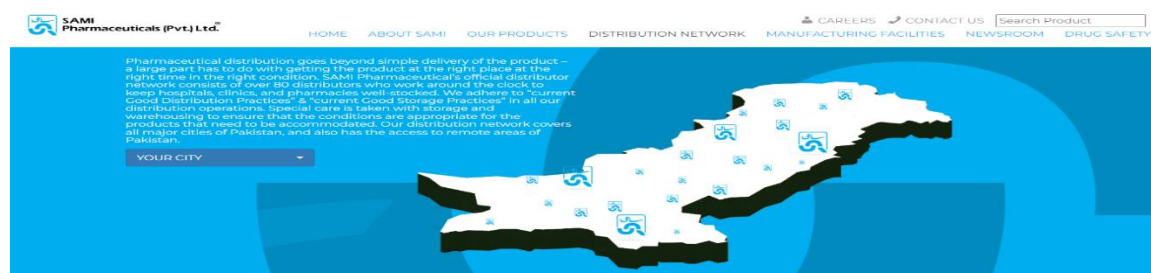 SAMI
Pharmaceuticals (Pvt.) Ltd.®
CAREERS CONTACT US Search Product
HOME ABOUT SAMI OUR PRODUCTS DISTRIBUTION NETWORK MANUFACTURING FACILITIES NEWSROOM DRUG SAFETY
Pharmaceutical distribution goes beyond simple delivery of the product –
a large part has to do with getting the product at the right place at the
right time in the right condition. SAMI Pharmaceutical's official distributor
network consists of over 80 distributors who work around the clock to
keep hospitals, clinics, and pharmacies well-stocked. We adhere to "current
Good Distribution Practices" & "current Good Storage Practices" in all our
distribution operations. Special care is taken with storage and
warehousing to ensure that the conditions are appropriate for the
products that need to be accommodated. Our distribution network covers
all major cities of Pakistan, and also has the access to remote areas of
Pakistan.
YOUR CITY